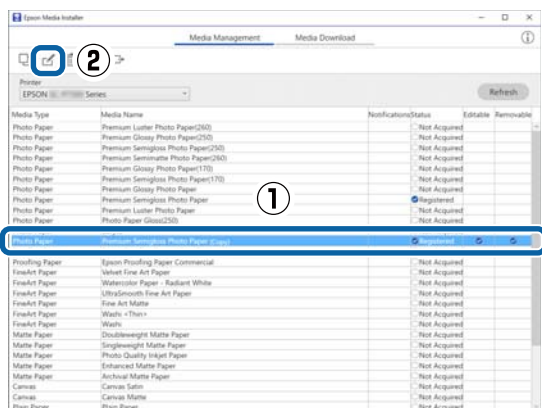 Epson Media Installer
Media Management Media Download
2
Printer
EPSON Series
Refresh
Media Type Media Name Notifications Status Editable Removable
Photo Paper Premium Luster Photo Paper(260) Not Acquired
Photo Paper Premium Glossy Photo Paper(250) Not Acquired
Photo Paper Premium Semigloss Photo Paper(250) Not Acquired
Photo Paper Premium Semimatte Photo Paper(260) Not Acquired
Photo Paper Premium Glossy Photo Paper(170) Not Acquired
Photo Paper Premium Semigloss Photo Paper(170) Not Acquired
Photo Paper Premium Glossy Photo Paper Not Acquired
Photo Paper Premium Semigloss Photo Paper Registered
Photo Paper Premium Luster Photo Paper Not Acquired
Photo Paper Photo Paper Gloss(250) Not Acquired
1
Photo Paper Premium Semigloss Photo Paper (Copy) Registered
Proofing Paper Epson Proofing Paper Commercial Not Acquired
FineArt Paper Velvet Fine Art Paper Not Acquired
FineArt Paper Watercolor Paper - Radiant White Not Acquired
FineArt Paper UltraSmooth Fine Art Paper Not Acquired
FineArt Paper Fine Art Matte Not Acquired
FineArt Paper Washi <Thin> Not Acquired
FineArt Paper Washi Not Acquired
Matte Paper Doubleweight Matte Paper Not Acquired
Matte Paper Singleweight Matte Paper Not Acquired
Matte Paper Photo Quality Inkjet Paper Not Acquired
Matte Paper Enhanced Matte Paper Not Acquired
Matte Paper Archival Matte Paper Not Acquired
Canvas Canvas Satin Not Acquired
Canvas Canvas Matte Not Acquired
Plain Paper Plain Paper Not Acquired